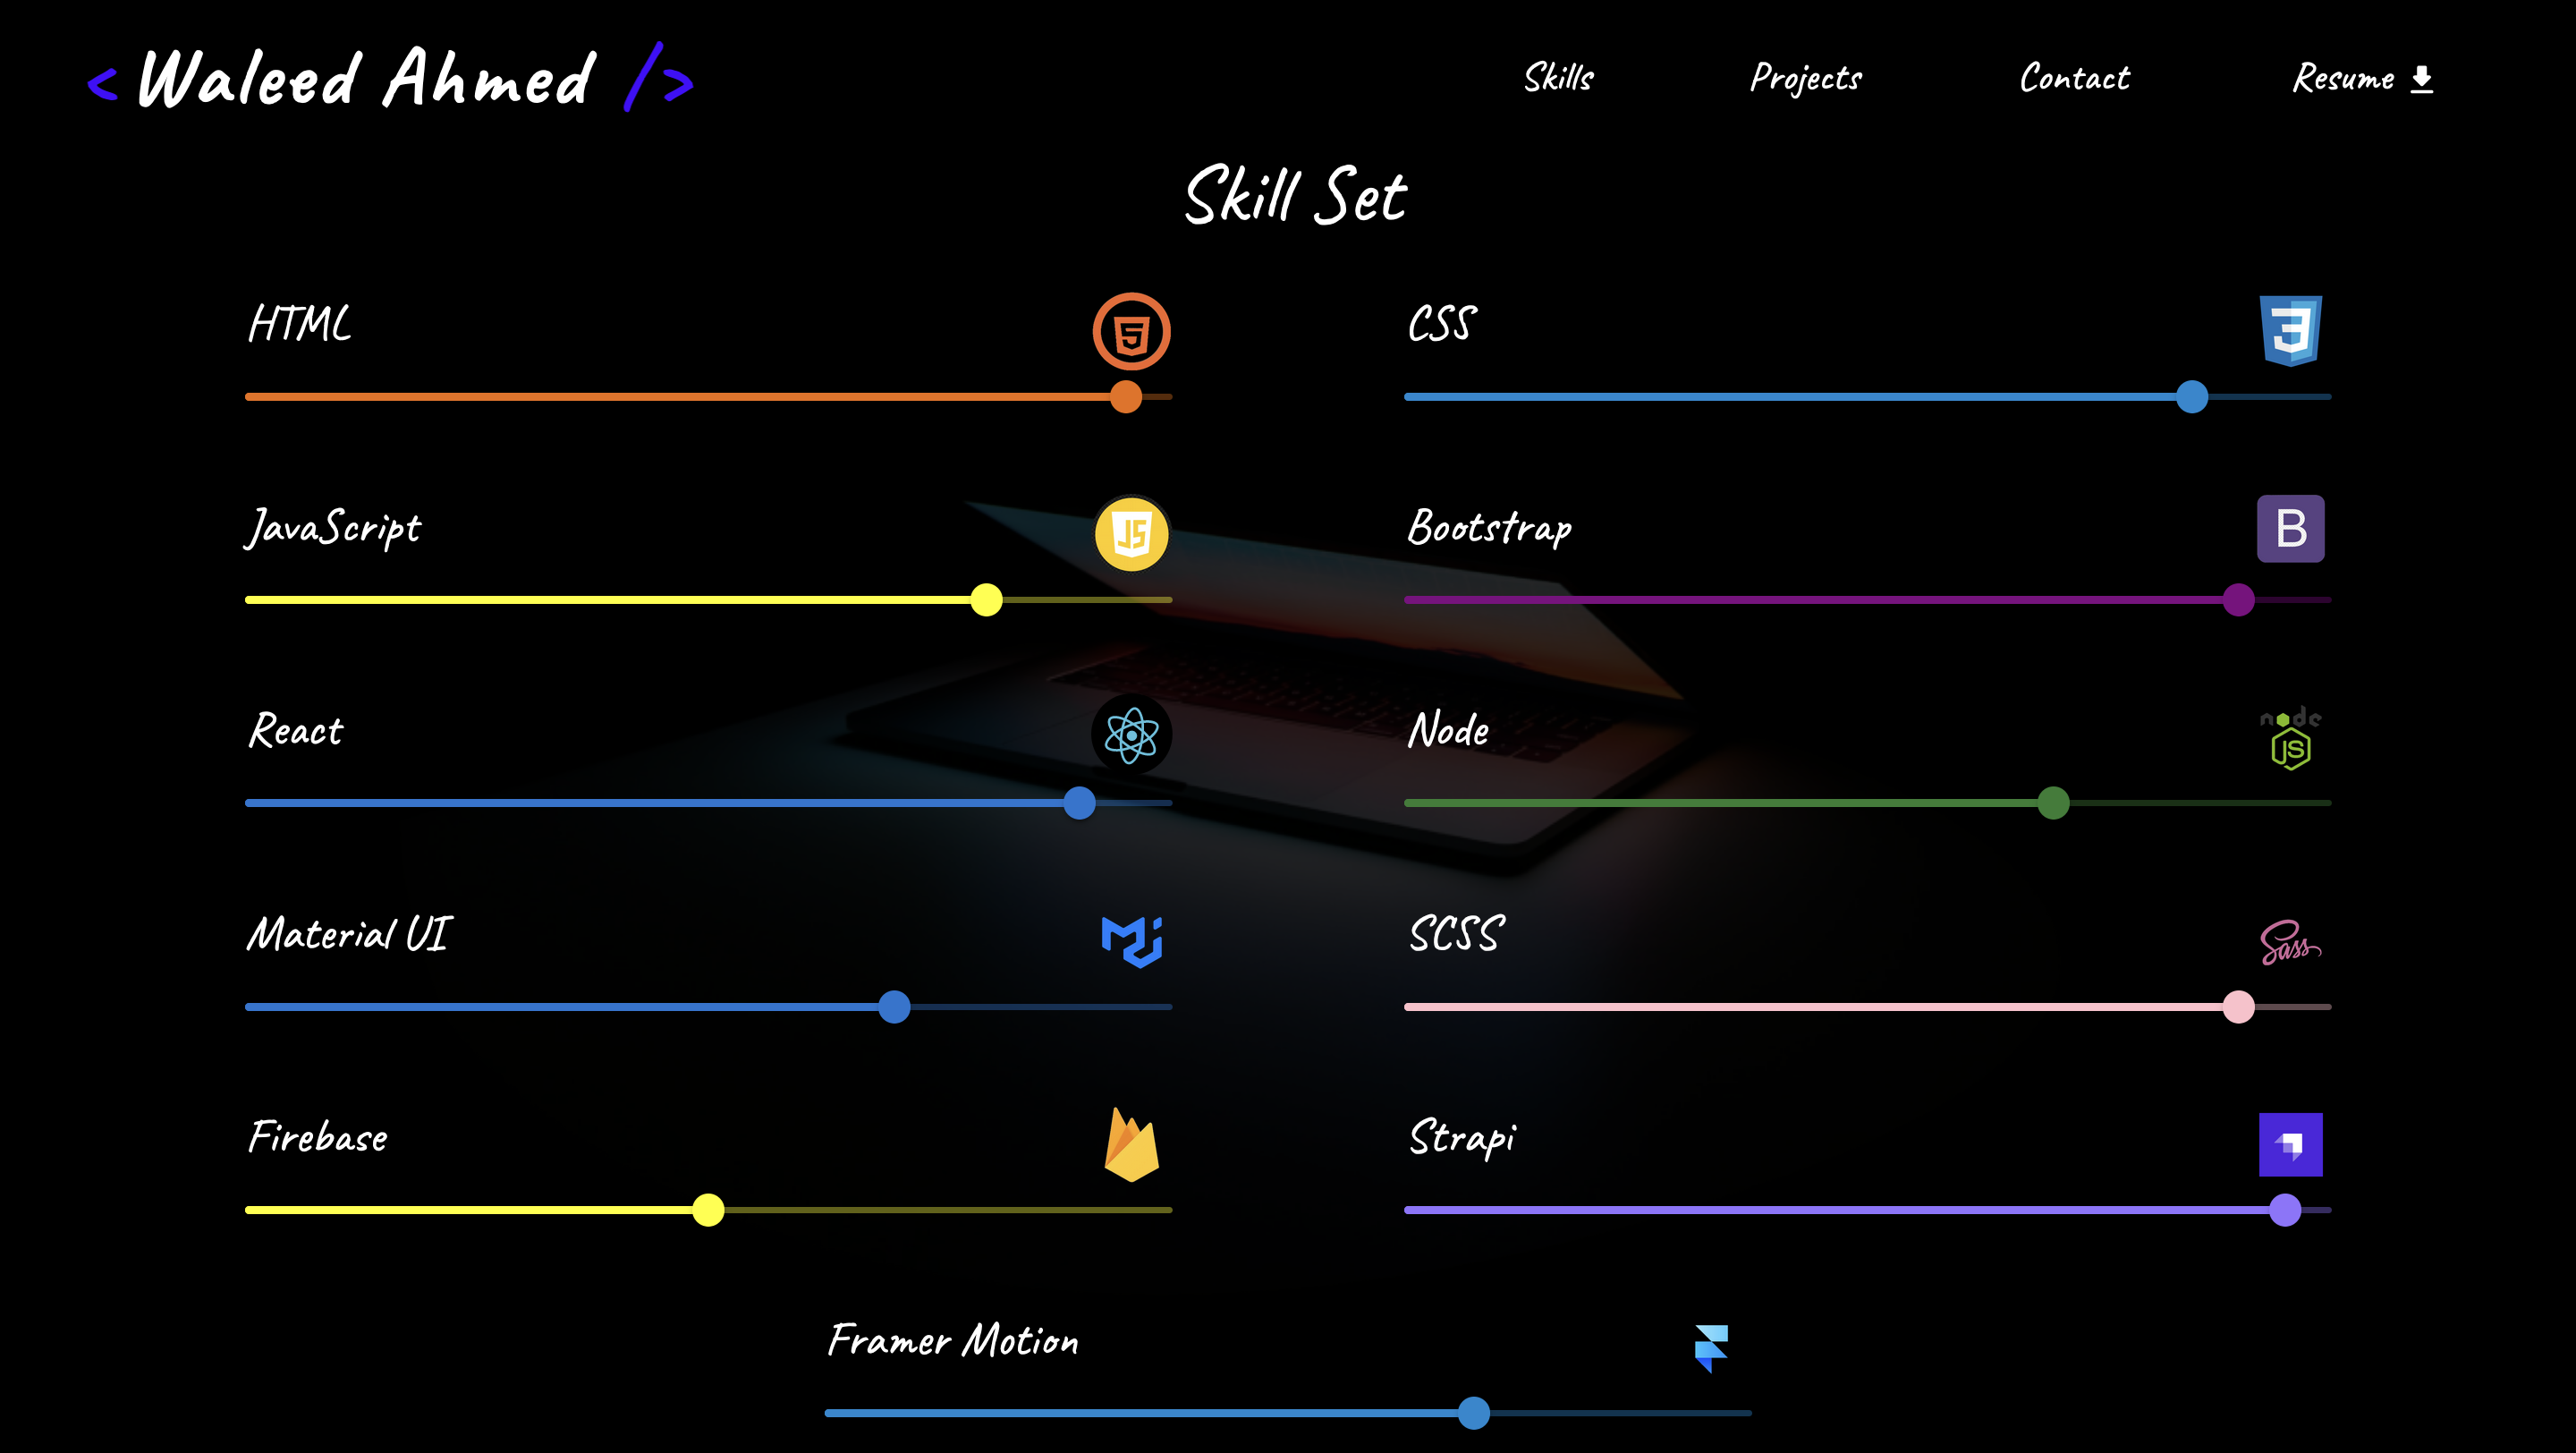 < Waleed Ahmed />
Skills Projects Contact Resume
Skill Set
HTML
CSS
JavaScript
JS
Bootstrap
B
React
Node
node
JS
Material UI
SCSS
Sass
Firebase
Strapi
Framer Motion